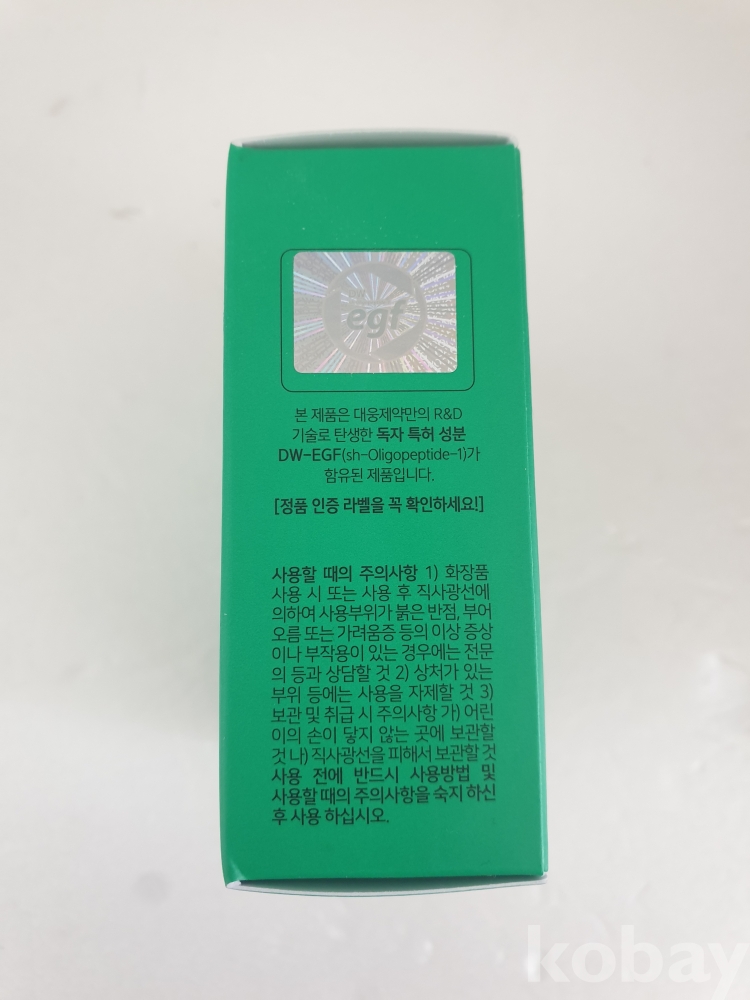 egf
본 제품은 대웅제약만의 R&D
기술로 탄생한 독자 특허 성분
DW-EGF(sh-Oligopeptide-1)가
함유된 제품입니다.
[정품 인증 라벨을 꼭 확인하세요!]
사용할 때의 주의사항 1) 화장품
사용 시 또는 사용 후 직사광선에
의하여 사용부위가 붉은 반점, 부어
오름 또는 가려움증 등의 이상 증상
이나 부작용이 있는 경우에는 전문
의 등과 상담할 것 2) 상처가 있는
부위 등에는 사용을 자제할 것 3)
보관 및 취급 시 주의사항 가) 어린
이의 손이 닿지 않는 곳에 보관할
것 나) 직사광선을 피해서 보관할 것
사용 전에 반드시 사용방법 및
사용할 때의 주의사항을 숙지 하신
후 사용 하십시오.
kobay